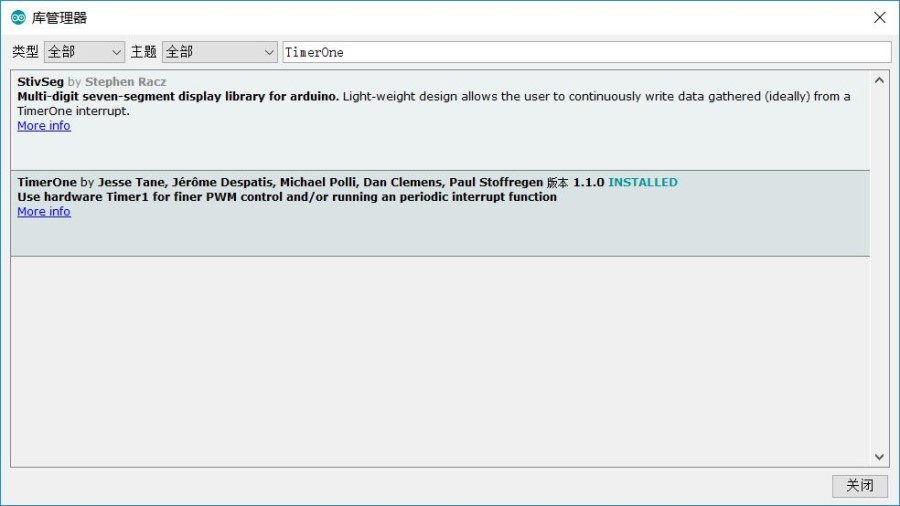 库管理器
类型 全部 主题 全部 TimerOne
StivSeg by Stephen Racz
Multi-digit seven-segment display library for arduino. Light-weight design allows the user to continuously write data gathered (ideally) from a
TimerOne interrupt.
More info
TimerOne by Jesse Tane, Jérôme Despatis, Michael Polli, Dan Clemens, Paul Stoffregen 版本 1.1.0 INSTALLED
Use hardware Timer1 for finer PWM control and/or running an periodic interrupt function
More info
关闭